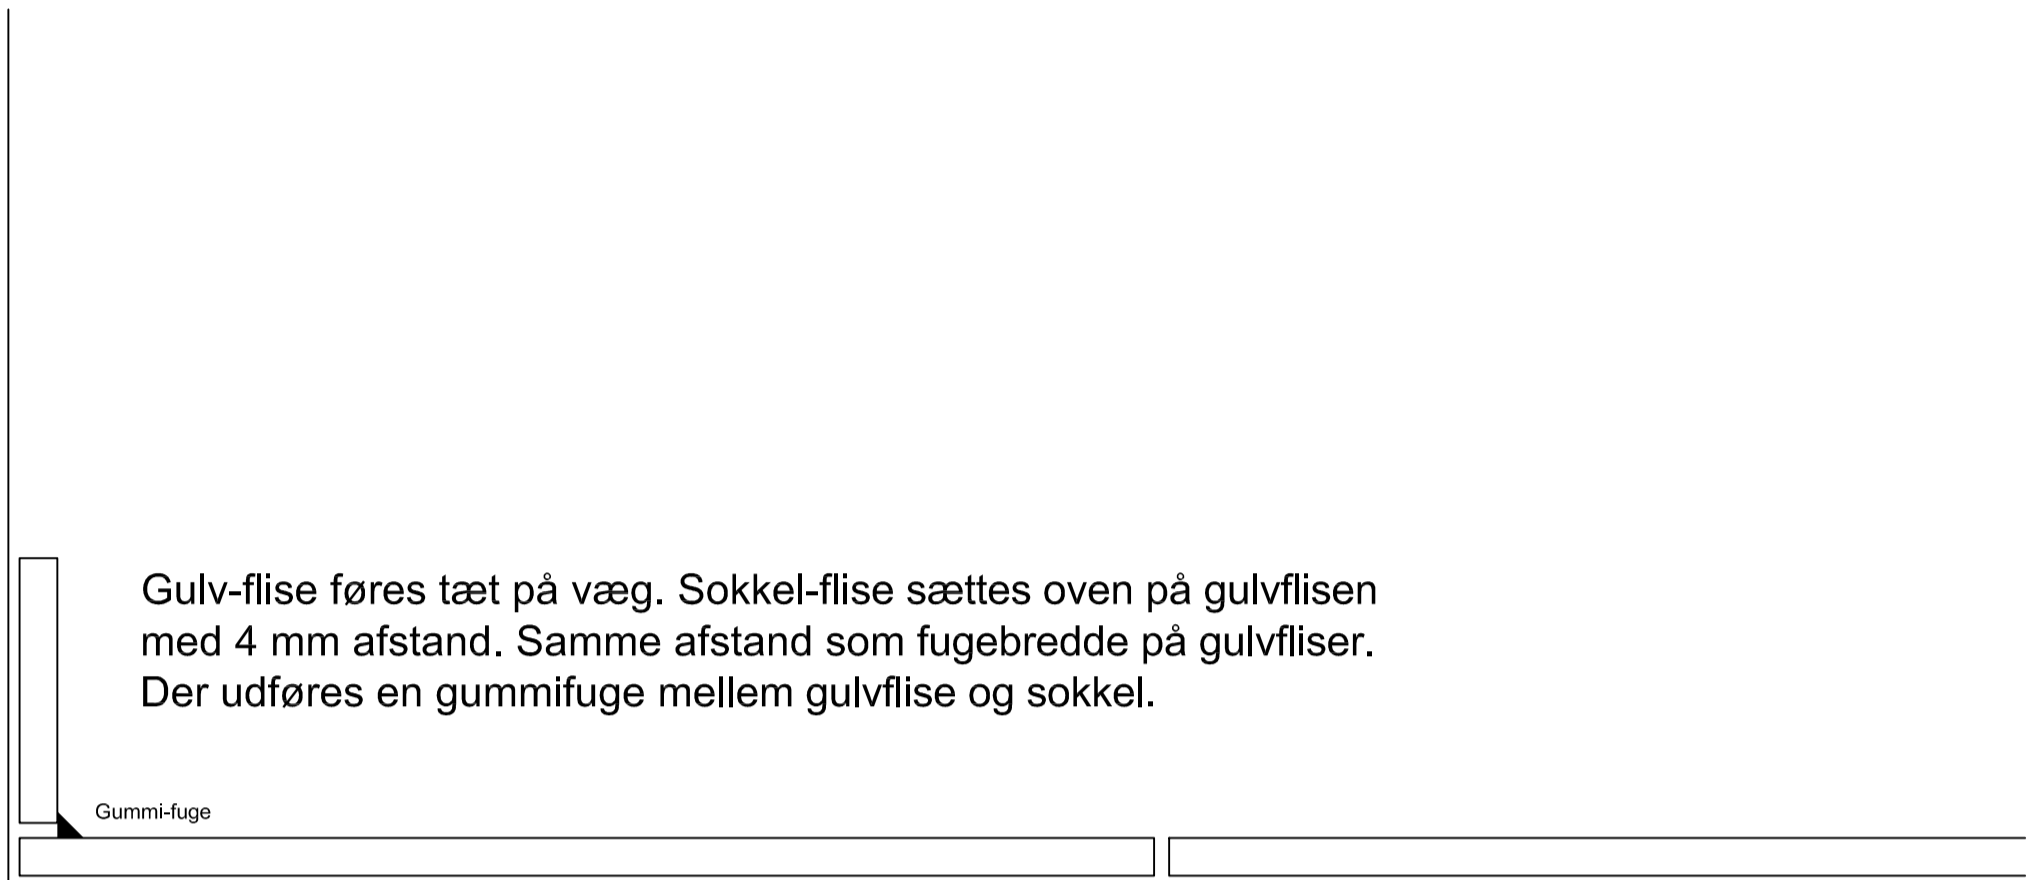 Gulv-flise føres tæt på væg. Sokkel-flise sættes oven på gulvflisen
med 4 mm afstand. Samme afstand som fugebredde på gulvfliser.
Der udføres en gummifuge mellem gulvflise og sokkel.
Gummi-fuge